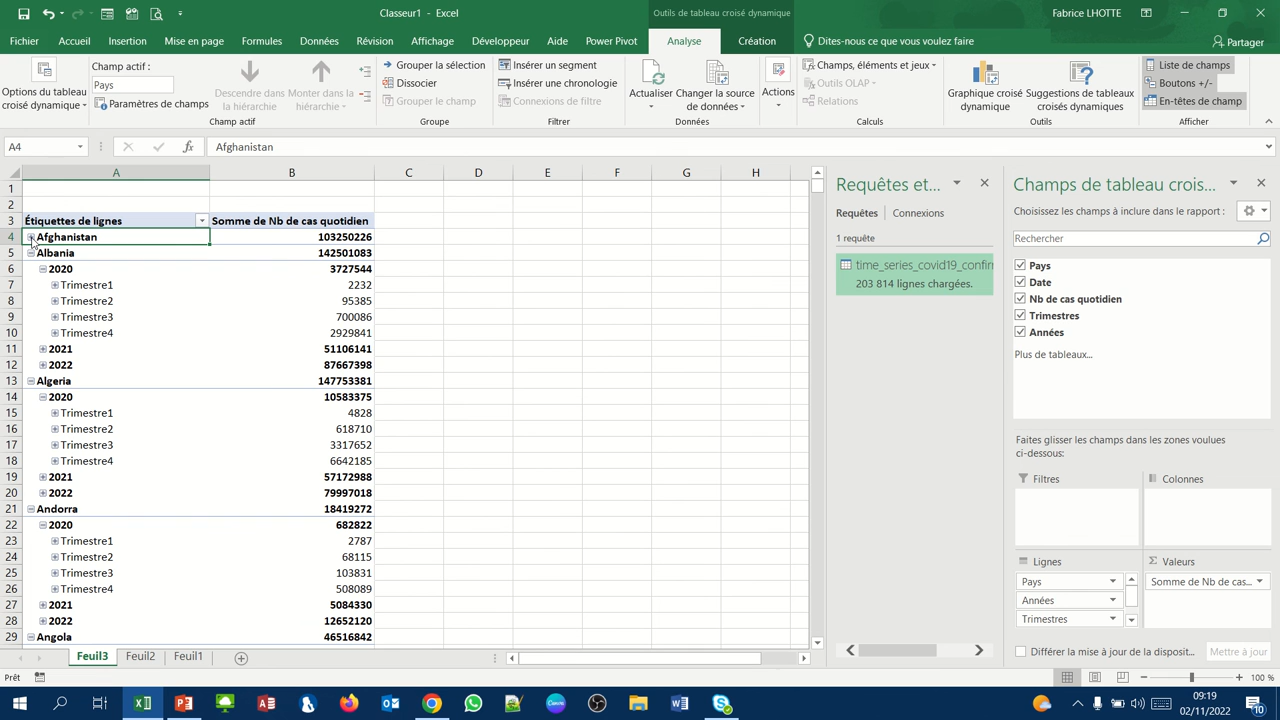 Classeur1 - Excel
Outils de tableau croisé dynamique
Fabrice LHOTTE
Fichier Accueil Insertion Mise en page Formules Données Révision Affichage Développeur Aide Power Pivot Analyse Création Dites-nous ce que vous voulez faire Partager
Options du tableau
croisé dynamique
Champ actif :
Pays
Paramètres de champs
Descendre dans
la hiérarchie
Monter dans la
hiérarchie
Champ actif
Grouper la sélection
Dissocier
Grouper le champ
Groupe
Insérer un segment
Insérer une chronologie
Connexions de filtre
Filtrer
Actualiser
Changer la source
de données
Données
Actions
Champs, éléments et jeux
Outils OLAP
Relations
Calculs
Graphique croisé
dynamique
Suggestions de tableaux
croisés dynamiques
Outils
Liste de champs
Boutons +/-
En-têtes de champ
Afficher
A4 fx Afghanistan
A B C D E F G H
1
2
3 Étiquettes de lignes Somme de Nb de cas quotidien
4 Afghanistan 103250226
5 Albania 142501083
6 2020 3727544
7 Trimestre1 2232
8 Trimestre2 95385
9 Trimestre3 700086
10 Trimestre4 2929841
11 2021 51106141
12 2022 87667398
13 Algeria 147753381
14 2020 10583375
15 Trimestre1 4828
16 Trimestre2 618710
17 Trimestre3 3317652
18 Trimestre4 6642185
19 2021 57172988
20 2022 79997018
21 Andorra 18419272
22 2020 682822
23 Trimestre1 2787
24 Trimestre2 68115
25 Trimestre3 103831
26 Trimestre4 508089
27 2021 5084330
28 2022 12652120
29 Angola 46516842
Feuil3 Feuil2 Feuil1
Requêtes et...
Requêtes Connexions
1 requête
time_series_covid19_confirm
203 814 lignes chargées.
Champs de tableau crois...
Choisissez les champs à inclure dans le rapport :
Rechercher
Pays
Date
Nb de cas quotidien
Trimestres
Années
Plus de tableaux...
Faites glisser les champs dans les zones voulues
ci-dessous:
Filtres Colonnes
Lignes Valeurs
Pays Somme de Nb de cas...
Années
Trimestres
Différer la mise à jour de la disposit... Mettre à jour
Prêt 100 %
09:19
02/11/2022
10